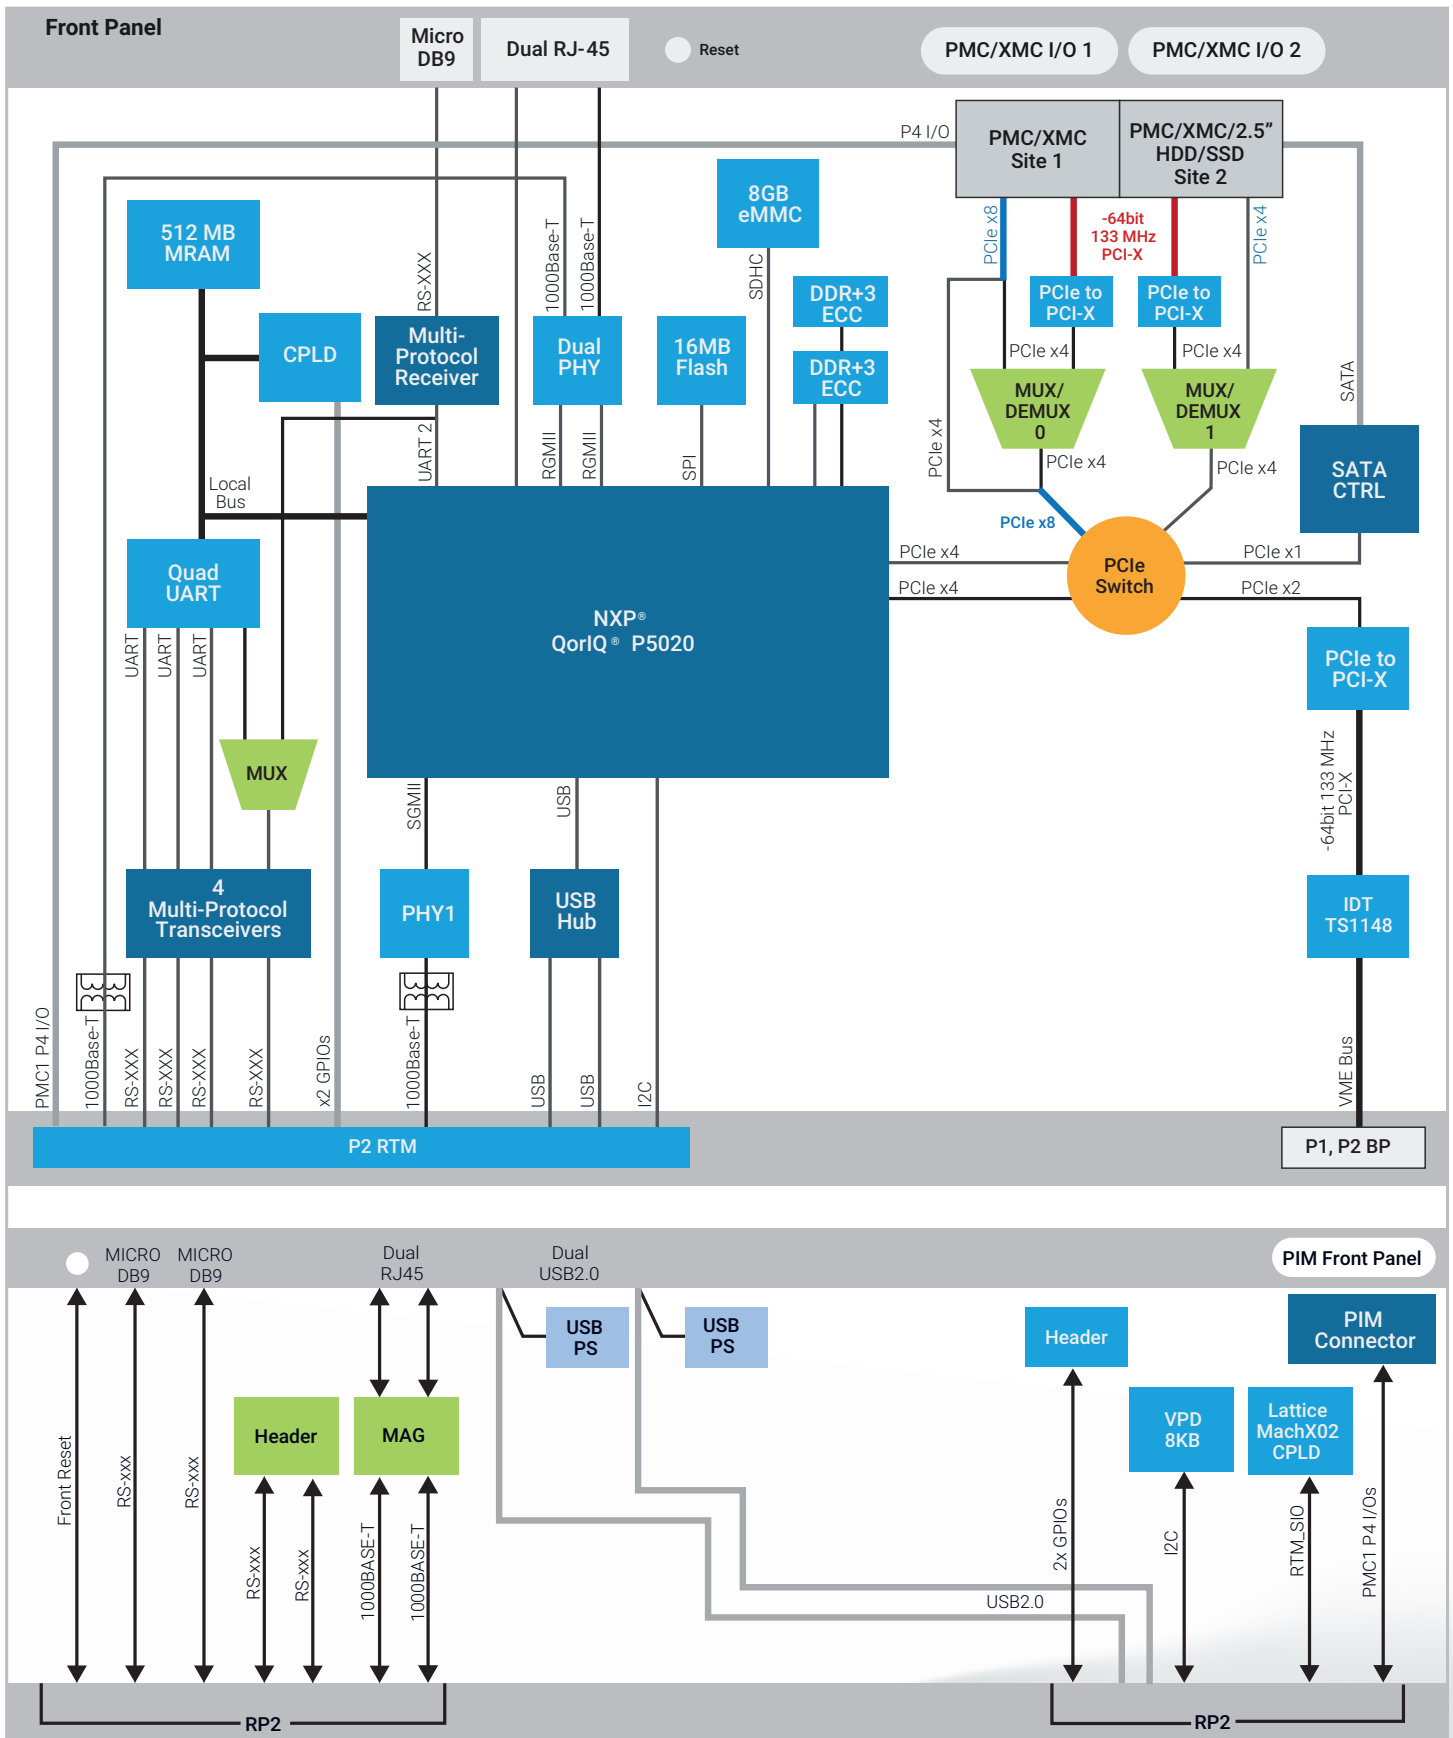 Front Panel
Micro
DB9
Dual RJ-45
Reset
PMC/XMC I/O 1
PMC/XMC I/O 2
P4 I/O
PMC/XMC
Site 1
PMC/XMC/2.5”
HDD/SSD
Site 2
8GB
eMMC
512 MB
MRAM
RS-XXX
1000Base-T
1000Base-T
SDHC
PCIe x8
-64bit
133 MHz
PCI-X
PCIe x4
DDR+3
ECC
PCIe to
PCI-X
PCIe to
PCI-X
CPLD
Multi-
Protocol
Receiver
Dual
PHY
16MB
Flash
DDR+3
ECC
PCIe x4
PCIe x4
SATA
MUX/
DEMUX
0
MUX/
DEMUX
1
UART 2
RGMII
RGMII
SPI
PCIe x4
PCIe x4
PCIe x4
SATA
CTRL
Local
Bus
PCIe x8
Quad
UART
NXP®
QorIQ® P5020
PCIe x4
PCIe x4
PCIe
Switch
PCIe x1
PCIe x2
UART
UART
UART
PCIe to
PCI-X
MUX
SGMII
USB
-64bit 133 MHz
PCI-X
4
Multi-Protocol
Transceivers
PHY1
USB
Hub
IDT
TS1148
PMC1 P4 I/O
1000Base-T
RS-XXX
RS-XXX
RS-XXX
RS-XXX
x2 GPIOs
1000Base-T
USB
USB
I2C
VME Bus
P2 RTM
P1, P2 BP
MICRO
DB9
MICRO
DB9
Dual
RJ45
Dual
USB2.0
PIM Front Panel
USB
PS
USB
PS
Header
PIM
Connector
Header
MAG
VPD
8KB
Lattice
MachX02
CPLD
Front Reset
RS-xxx
RS-xxx
RS-xxx
RS-xxx
1000BASE-T
1000BASE-T
2x GPIOs
I2C
RTM_SIO
PMC1 P4 I/Os
USB2.0
RP2
RP2